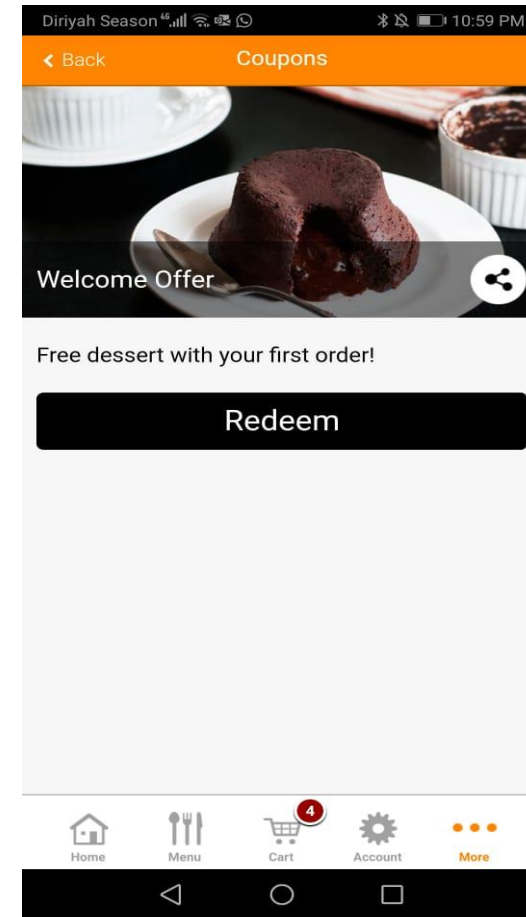 Diriyah Season 10:59 PM
Back Coupons
Welcome Offer
Free dessert with your first order!
Redeem
4
Home Menu Cart Account More